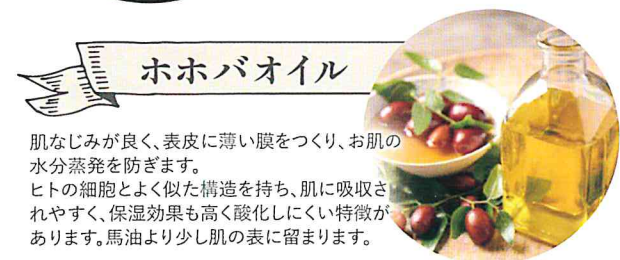 ホホバオイル
肌なじみが良く、表皮に薄い膜をつくり、お肌の
水分蒸発を防ぎます。
ヒトの細胞とよく似た構造を持ち、肌に吸収さ
れやすく、保湿効果も高く酸化しにくい特徴が
あります。馬油より少し肌の表に留まります。